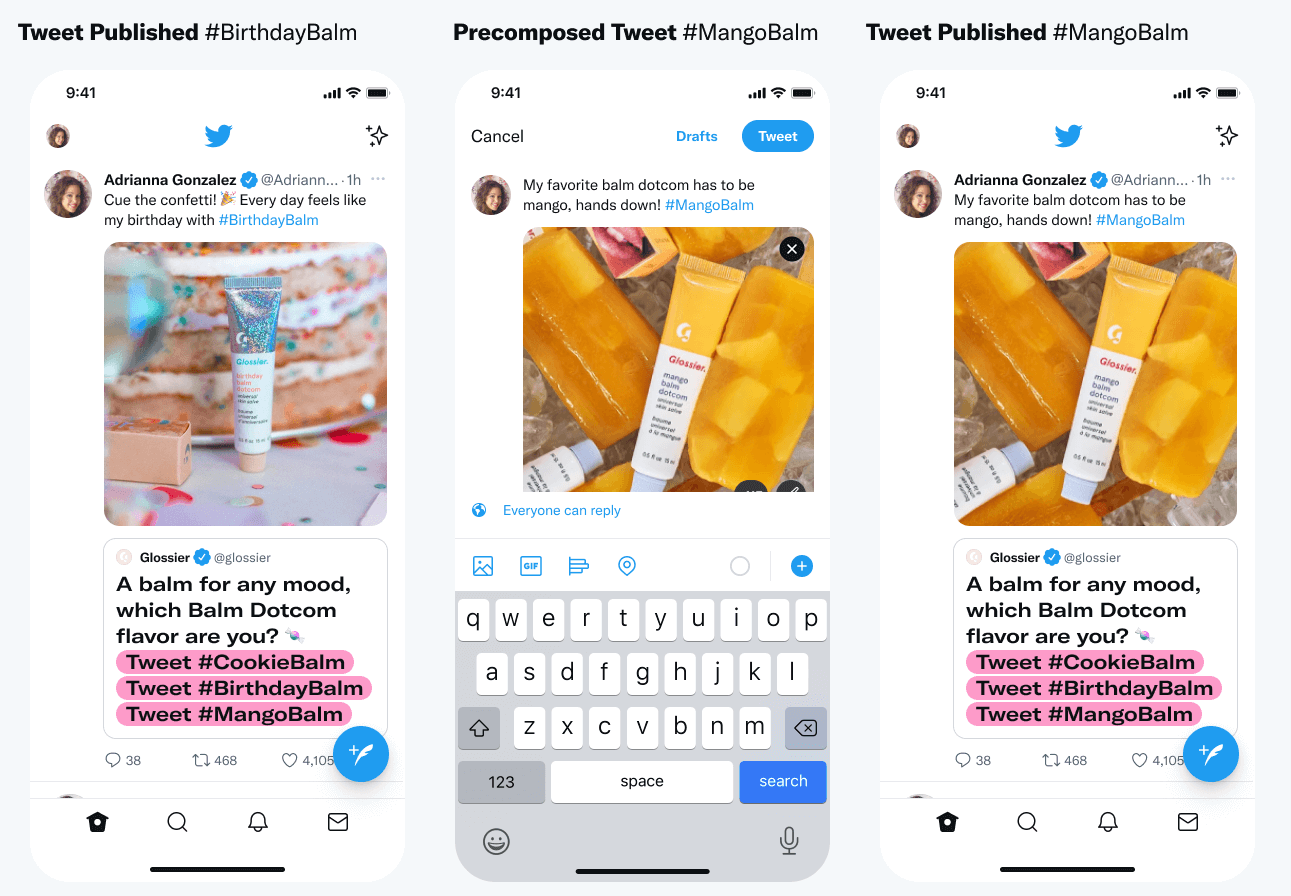 Tweet Published #BirthdayBalm
9:41
Adrianna Gonzalez @Adriann... · 1h ...
Cue the confetti! 🎉 Every day feels like
my birthday with #BirthdayBalm
Glossier.
birthday
balm
dotcom
universal
skin salve
baume
universel
d'anniversaire
Glossier @glossier
A balm for any mood,
which Balm Dotcom
flavor are you? 🍬
Tweet #CookieBalm
Tweet #BirthdayBalm
Tweet #MangoBalm
38 468 4,105
Precomposed Tweet #MangoBalm
9:41
Cancel Drafts Tweet
My favorite balm dotcom has to be
mango, hands down! #MangoBalm
Glossier.
mango
balm
dotcom
universal
skin salve
baume
universel
à la mangue
0.5 fl oz 15 ml
Everyone can reply
GIF
q w e r t y u i o p
a s d f g h j k l
z x c v b n m
123 space search
Tweet Published #MangoBalm
9:41
Adrianna Gonzalez @Adriann... · 1h ...
My favorite balm dotcom has to be
mango, hands down! #MangoBalm
Glossier.
mango
balm
dotcom
universal
skin salve
baume
universel
à la mangue
0.5 fl oz 15 ml
Glossier @glossier
A balm for any mood,
which Balm Dotcom
flavor are you? 🍬
Tweet #CookieBalm
Tweet #BirthdayBalm
Tweet #MangoBalm
38 468 4,105